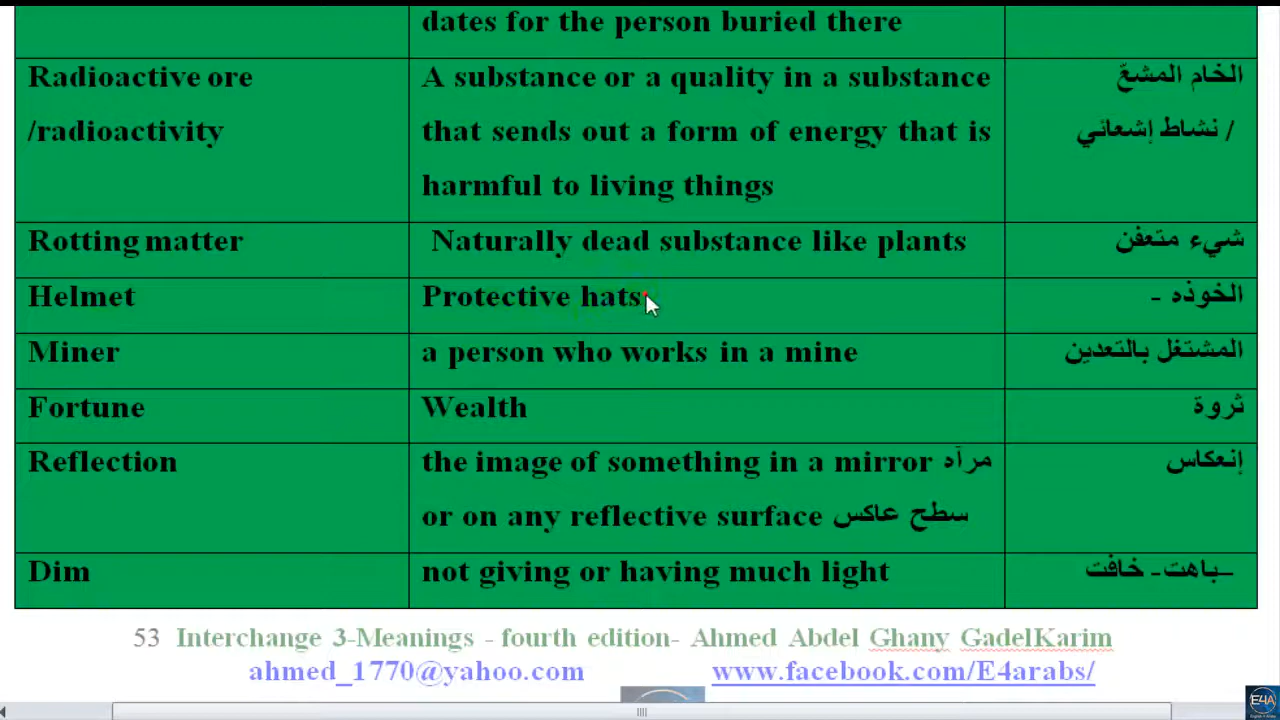 dates for the person buried there
Radioactive ore
/radioactivity
A substance or a quality in a substance
that sends out a form of energy that is
harmful to living things
الخام المشعّ
/ نشاط إشعائي
Rotting matter
Naturally dead substance like plants
شيء متعفن
Helmet
Protective hats
الخوذه -
Miner
a person who works in a mine
المشتغل بالتعدين
Fortune
Wealth
ثروة
Reflection
the image of something in a mirror مرآه
or on any reflective surface سطح عاكس
إنعكاس
Dim
not giving or having much light
–باهت- خافت
53 Interchange 3-Meanings - fourth edition- Ahmed Abdel Ghany GadelKarim
ahmed_1770@yahoo.com www.facebook.com/E4arabs/
E4A